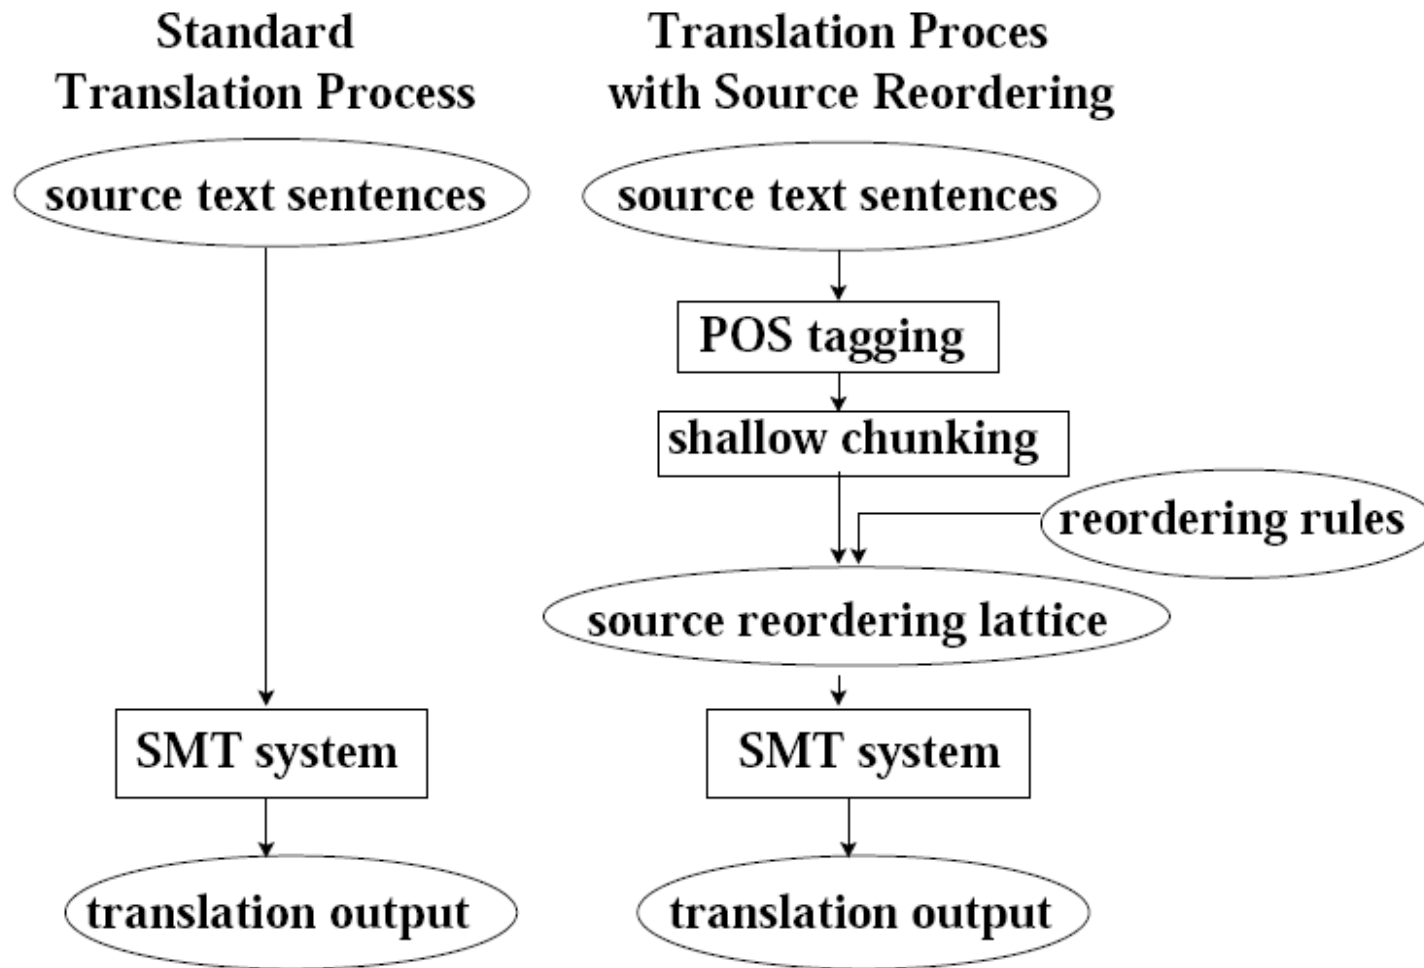 Standard
Translation Process
source text sentences
SMT system
translation output
Translation Proces
with Source Reordering
source text sentences
POS tagging
shallow chunking
reordering rules
source reordering lattice
SMT system
translation output